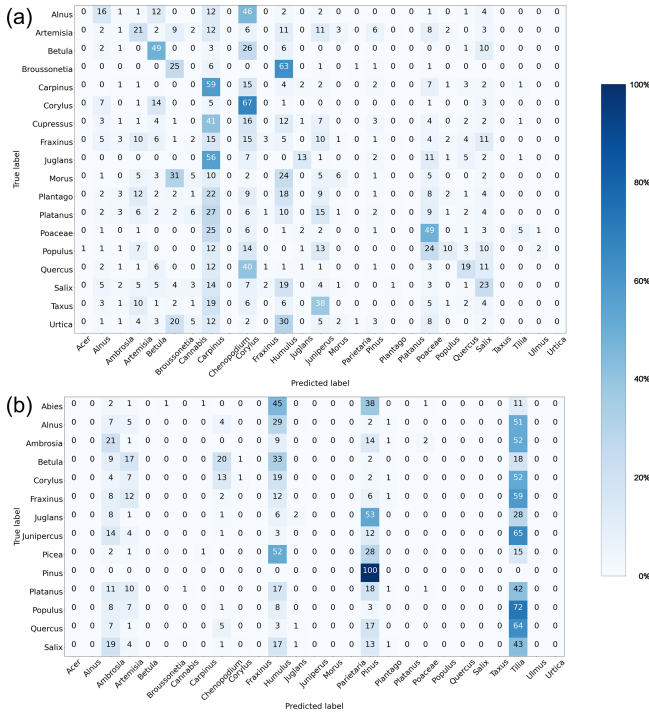 (a)
Alnus 0 16 1 1 12 0 0 12 0 46 0 2 0 2 0 0 0 0 0 2 0 1 4 0 0 0 0
Artemisia 0 2 1 21 2 9 2 12 0 6 0 11 0 11 3 0 6 0 0 8 2 0 3 0 0 0 0
Betula 0 2 1 1 49 0 0 2 0 26 0 6 0 0 0 0 0 0 0 1 0 1 10 0 0 0 0
Broussonetia 0 0 0 0 0 25 0 6 0 0 0 63 0 0 0 1 1 0 0 2 0 0 0 0 0 0 0
Carpinus 0 0 1 1 0 0 0 59 0 15 0 4 2 2 0 0 2 0 0 7 1 3 2 0 0 0 0
Corylus 0 7 0 1 14 0 0 5 0 67 0 1 0 0 0 0 0 0 0 2 0 0 3 0 0 0 0
Cupressus 0 3 1 1 4 1 0 41 0 16 0 12 1 7 0 0 2 0 0 4 1 2 3 0 0 0 0
Fraxinus 0 5 3 10 6 1 2 15 0 15 3 5 0 10 1 0 4 0 0 2 4 4 11 0 0 0 0
Juglans 0 0 0 0 0 0 0 56 0 7 0 0 13 1 0 0 2 0 0 11 1 5 2 0 1 0 0
Morus 0 1 0 5 3 31 5 10 0 2 0 24 0 5 6 0 2 0 0 5 0 0 2 0 0 0 0
Plantago 0 2 3 12 2 2 1 22 0 9 0 18 0 9 0 0 5 0 0 8 2 1 4 0 0 0 0
Platanus 0 2 3 6 2 2 6 27 0 6 1 10 0 15 1 0 2 0 0 9 1 2 4 0 0 0 0
Poaceae 0 1 0 1 0 0 0 25 0 6 0 1 2 2 0 0 4 0 0 49 0 0 1 0 5 1 0
Populus 1 1 1 7 0 0 0 12 0 14 0 1 1 13 0 0 2 0 0 24 10 3 10 0 0 2 0
Quercus 0 2 1 1 6 0 0 12 0 40 1 1 1 1 0 0 1 0 0 3 0 19 11 0 0 0 0
Salix 0 5 2 5 5 4 3 14 0 7 2 19 0 4 1 0 4 1 0 5 0 0 23 0 0 0 0
Taxus 0 3 1 10 2 1 1 19 0 6 0 6 0 38 0 0 2 0 0 5 1 2 4 0 0 0 0
Urtica 0 1 1 4 3 20 5 12 0 2 0 30 0 5 2 1 3 0 0 8 0 0 2 0 0 0 0
True label
Acer Alnus Ambrosia Artemisia Betula Broussonetia Cannabis Carpinus Chenopodium Corylus Fraxinus Humulus Juglans Juniperus Morus Parietaria Pinus Plantago Platanus Poaceae Populus Quercus Salix Taxus Tilia Ulmus Urtica
Predicted label
100%
80%
60%
40%
20%
0%
(b)
Abies 0 0 2 1 0 1 0 1 0 0 0 45 0 0 0 0 38 0 0 1 0 0 0 0 11 0 0
Alnus 0 0 7 5 0 0 0 0 4 0 0 29 0 0 0 0 2 1 0 0 0 0 0 0 51 0 0
Ambrosia 0 0 21 1 0 0 0 0 0 0 0 9 0 0 0 0 14 1 0 2 0 0 0 0 52 0 0
Betula 0 0 9 17 0 0 0 0 20 1 0 33 0 0 0 0 2 0 0 0 0 0 0 0 18 0 0
Corylus 0 0 4 7 0 0 0 0 13 1 0 19 0 0 0 0 2 1 0 0 0 0 0 0 52 0 0
Fraxinus 0 0 8 12 0 0 0 0 2 0 0 12 0 0 0 0 6 1 0 0 0 0 0 0 59 0 0
Juglans 0 0 8 1 0 0 0 0 1 0 0 6 2 0 0 0 53 0 0 0 0 0 0 0 28 0 0
Junipercus 0 0 14 4 0 0 0 0 1 0 0 3 0 0 0 0 12 0 0 0 0 0 0 0 65 0 0
Picea 0 0 2 1 0 0 0 1 0 0 0 52 0 0 0 0 28 0 0 0 0 0 0 0 15 0 0
Pinus 0 0 0 0 0 0 0 0 0 0 0 0 0 0 0 0 100 0 0 0 0 0 0 0 0 0 0
Platanus 0 0 11 10 0 0 1 0 0 0 0 17 0 0 0 0 18 1 0 1 0 0 0 0 42 0 0
Populus 0 0 8 7 0 0 0 0 1 0 0 8 0 0 0 0 3 0 0 0 0 0 0 0 72 0 0
Quercus 0 0 7 1 0 0 0 0 5 0 0 3 1 0 0 0 17 0 0 0 0 0 0 0 64 0 0
Salix 0 0 19 4 0 0 0 0 1 0 0 17 1 0 0 0 13 1 0 0 0 0 0 0 43 0 0
True label
Acer Alnus Ambrosia Artemisia Betula Broussonetia Cannabis Carpinus Chenopodium Corylus Fraxinus Humulus Juglans Juniperus Morus Parietaria Pinus Plantago Platanus Poaceae Populus Quercus Salix Taxus Tilia Ulmus Urtica
Predicted label